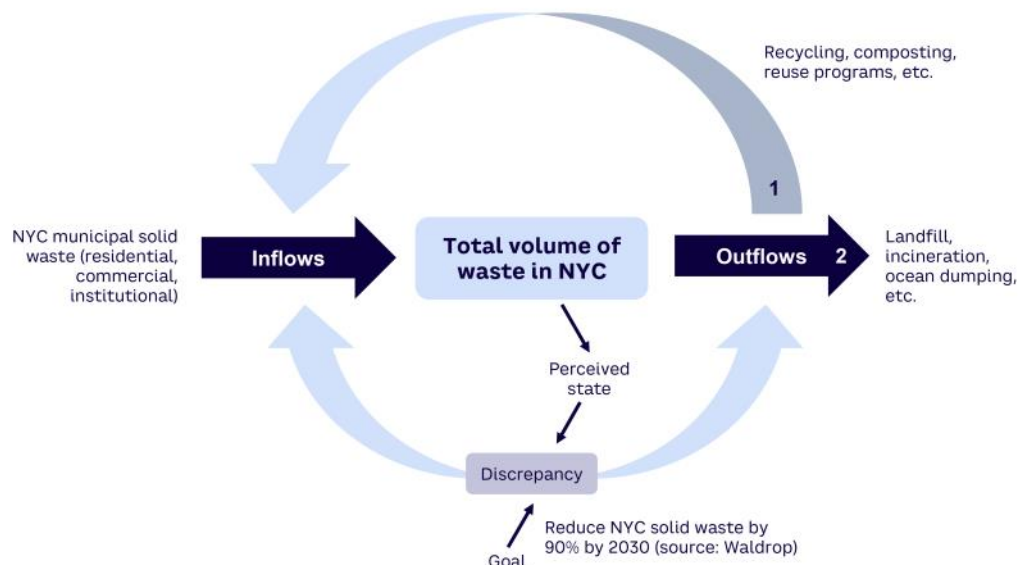 Recycling, composting,
reuse programs, etc.
1
NYC municipal solid
waste (residential,
commercial,
institutional)
Inflows
Total volume of
waste in NYC
Outflows 2
Landfill,
incineration,
ocean dumping,
etc.
Perceived
state
Discrepancy
Reduce NYC solid waste by
90% by 2030 (source: Waldrop)
Goal